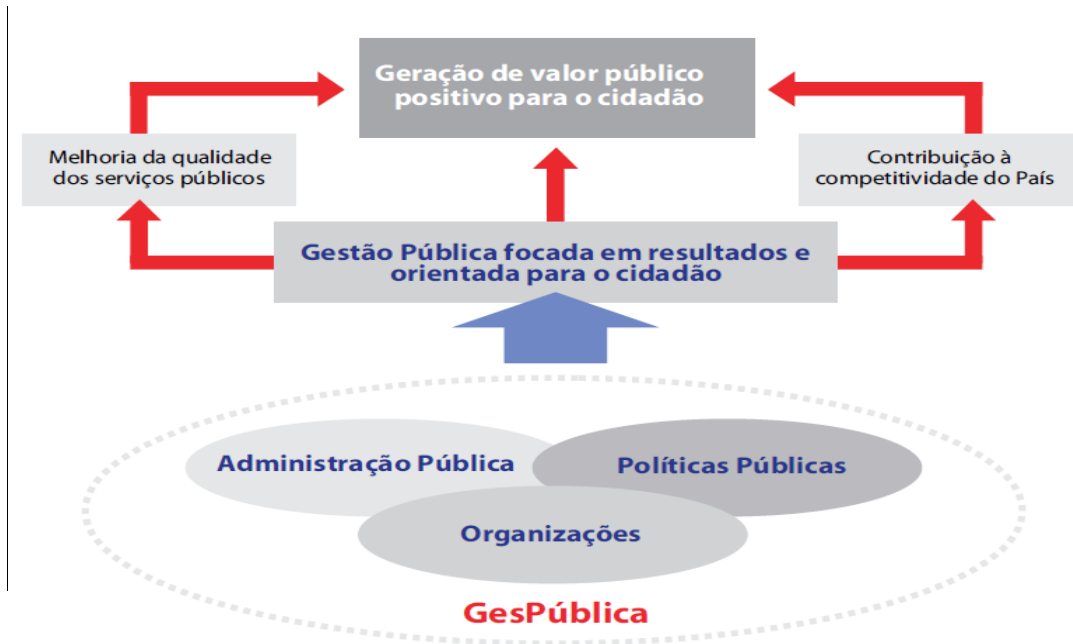 Geração de valor público
positivo para o cidadão
Melhoria da qualidade
dos serviços públicos
Contribuição à
competitividade do País
Gestão Pública focada em resultados e
orientada para o cidadão
Administração Pública
Políticas Públicas
Organizações
GesPública